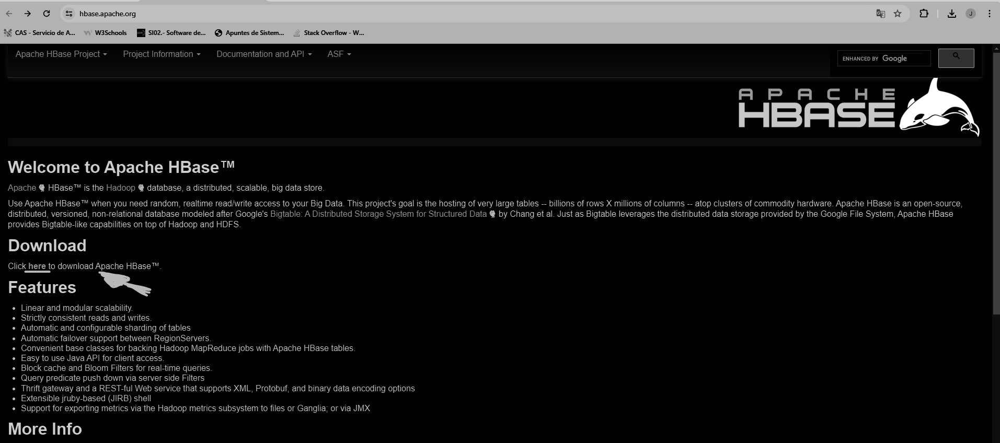 hbase.apache.org
J
CAS - Servicio de A...
W3Schools
SI02.- Software de...
Apuntes de Sistem...
Stack Overflow - W...
Apache HBase Project
Project Information
Documentation and API
ASF
ENHANCED BY Google
APACHE
HBASE
Welcome to Apache HBase™
Apache HBase™ is the Hadoop database, a distributed, scalable, big data store.
Use Apache HBase™ when you need random, realtime read/write access to your Big Data. This project's goal is the hosting of very large tables -- billions of rows X millions of columns -- atop clusters of commodity hardware. Apache HBase is an open-source,
distributed, versioned, non-relational database modeled after Google's Bigtable: A Distributed Storage System for Structured Data by Chang et al. Just as Bigtable leverages the distributed data storage provided by the Google File System, Apache HBase
provides Bigtable-like capabilities on top of Hadoop and HDFS.
Download
Click here to download Apache HBase™.
Features
• Linear and modular scalability.
• Strictly consistent reads and writes.
• Automatic and configurable sharding of tables
• Automatic failover support between RegionServers.
• Convenient base classes for backing Hadoop MapReduce jobs with Apache HBase tables.
• Easy to use Java API for client access.
• Block cache and Bloom Filters for real-time queries.
• Query predicate push down via server side Filters
• Thrift gateway and a REST-ful Web service that supports XML, Protobuf, and binary data encoding options
• Extensible jruby-based (JIRB) shell
• Support for exporting metrics via the Hadoop metrics subsystem to files or Ganglia; or via JMX
More Info